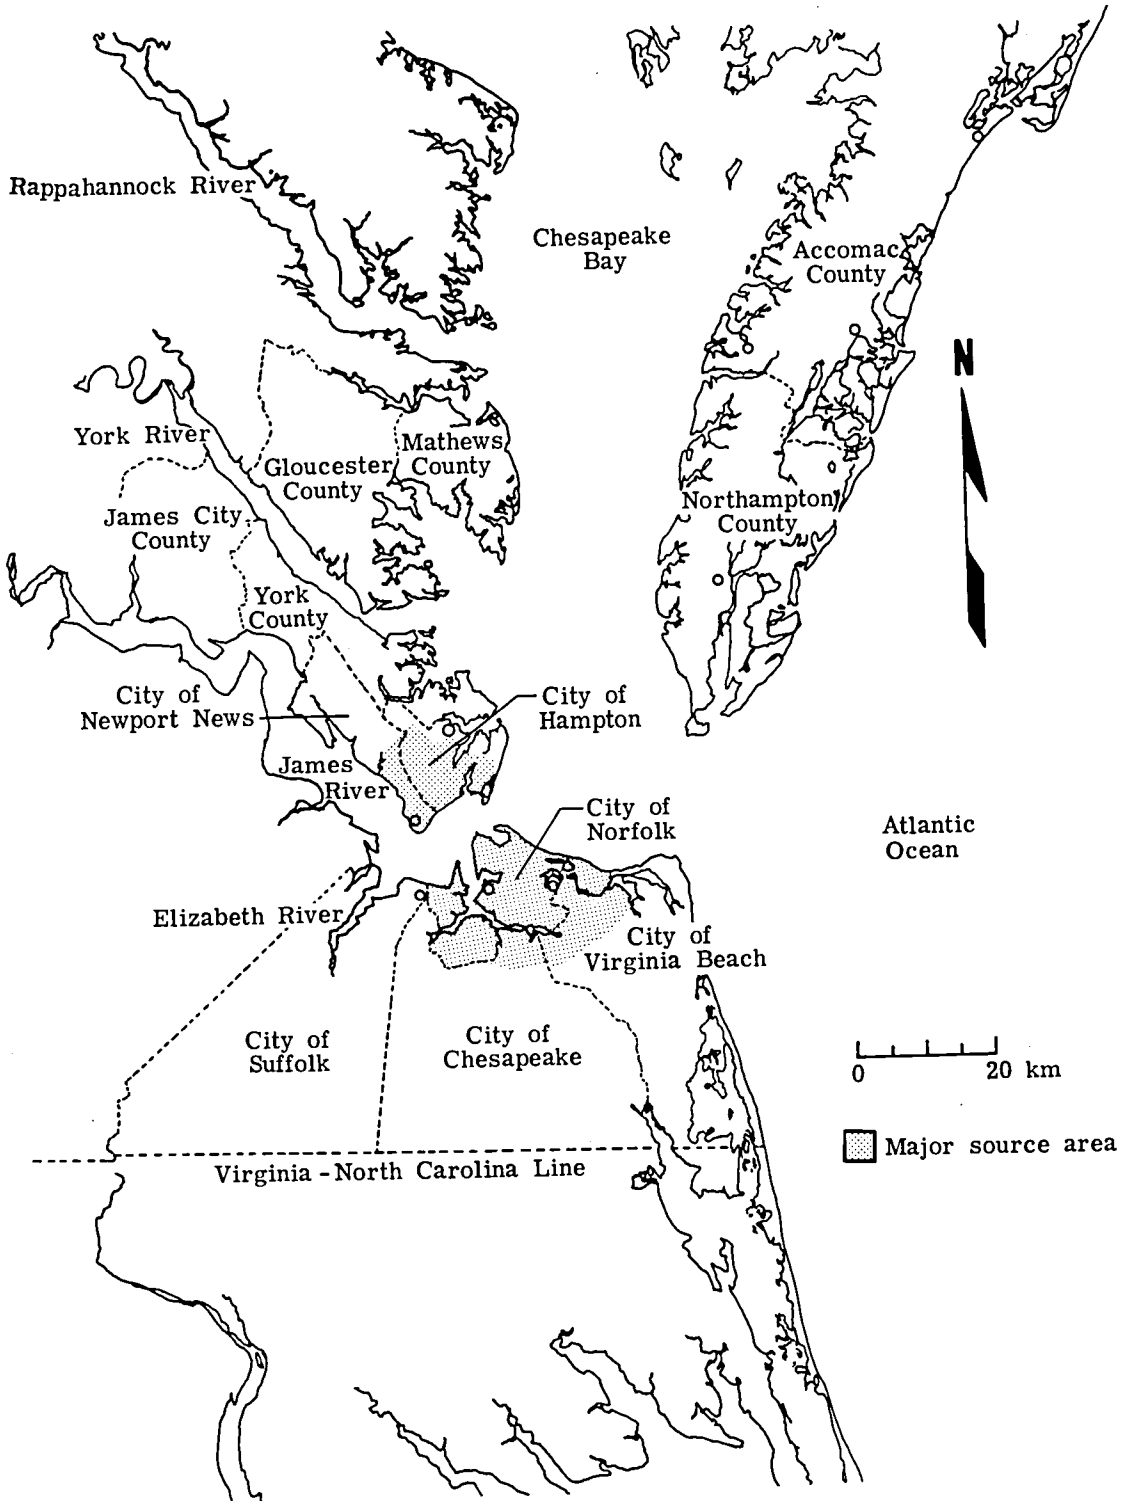 Rappahannock River
Chesapeake
Bay
Accomac
County
N
York River
Mathews
County
Gloucester
County
Northampton
County
James City
County
York
County
City of
Newport News
City of
Hampton
James
River
City of
Norfolk
Atlantic
Ocean
Elizabeth River
City of
Virginia Beach
City of
Suffolk
City of
Chesapeake
0 20 km
Major source area
Virginia - North Carolina Line